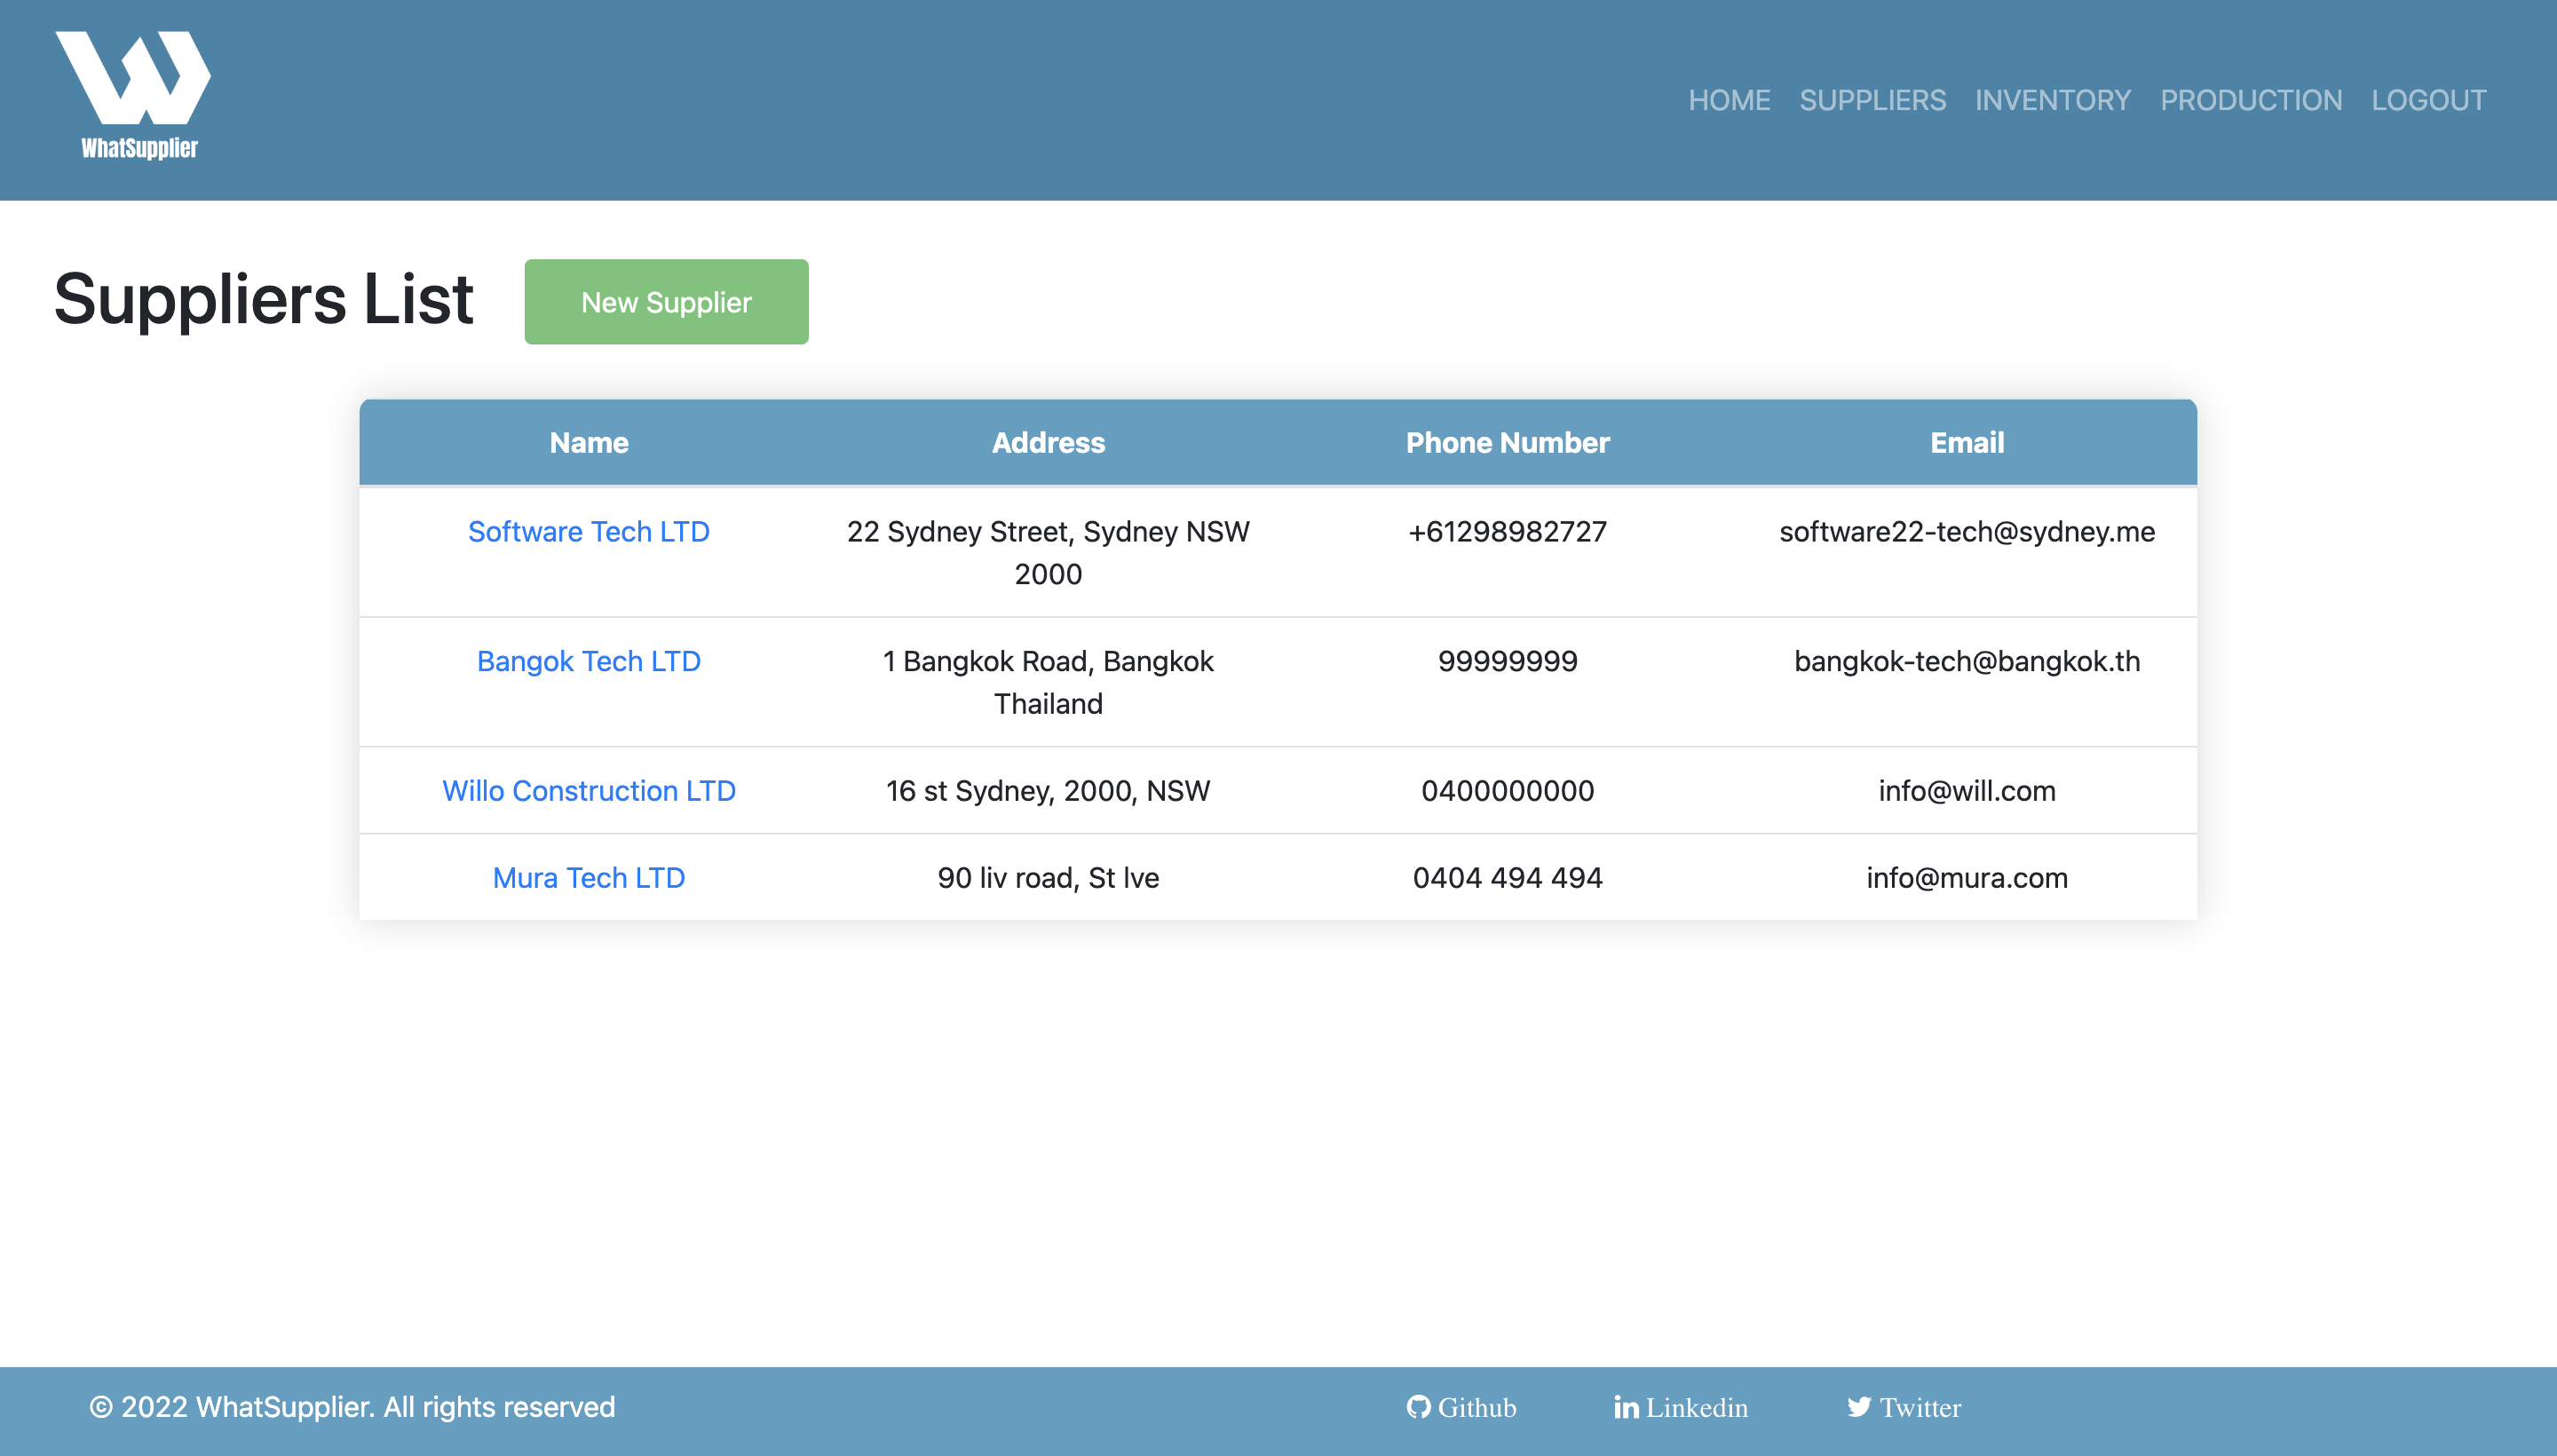 WhatSupplier
HOME SUPPLIERS INVENTORY PRODUCTION LOGOUT
Suppliers List
New Supplier
Name Address Phone Number Email
Software Tech LTD 22 Sydney Street, Sydney NSW +61298982727 software22-tech@sydney.me
2000
Bangok Tech LTD 1 Bangkok Road, Bangkok 99999999 bangkok-tech@bangkok.th
Thailand
Willo Construction LTD 16 st Sydney, 2000, NSW 0400000000 info@will.com
Mura Tech LTD 90 liv road, St Ive 0404 494 494 info@mura.com
© 2022 WhatSupplier. All rights reserved Github Linkedin Twitter